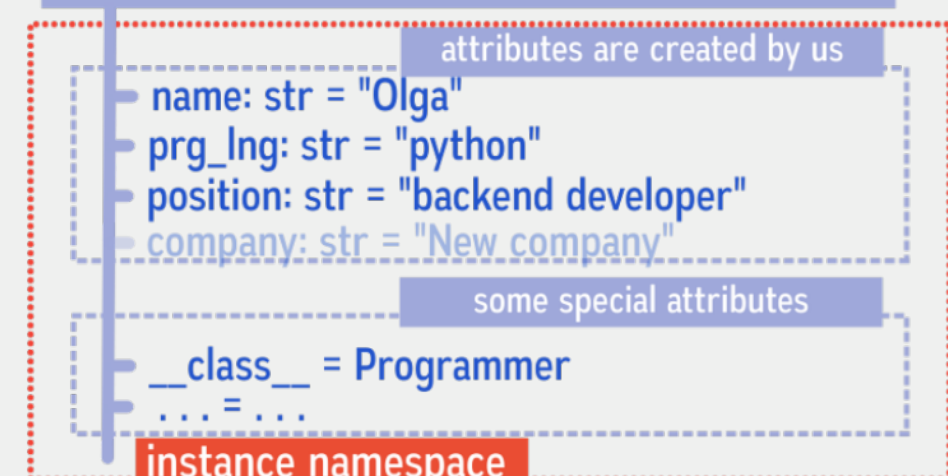 attributes are created by us
name: str = "Olga"
prg_lng: str = "python"
position: str = "backend developer"
company: str = "New company"
some special attributes
__class__ = Programmer
... = ...
instance namespace